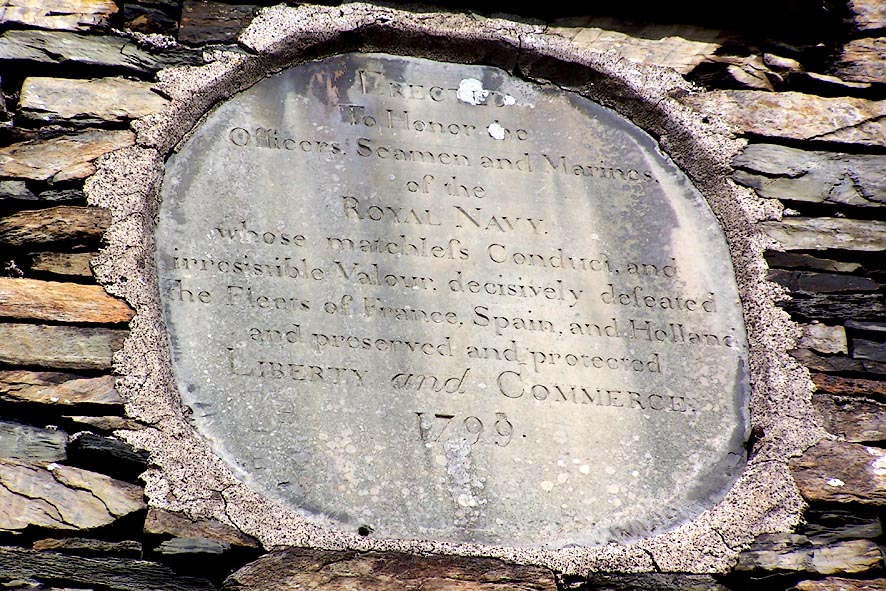 ERECTED
To Honor the
Officers, Seamen and Marines,
of the
ROYAL NAVY,
whose matchleſs Conduct, and
irresistible Valour, decisively defeated
the Fleets of France, Spain, and Holland
and preserved and protected
LIBERTY and COMMERCE.
1799.